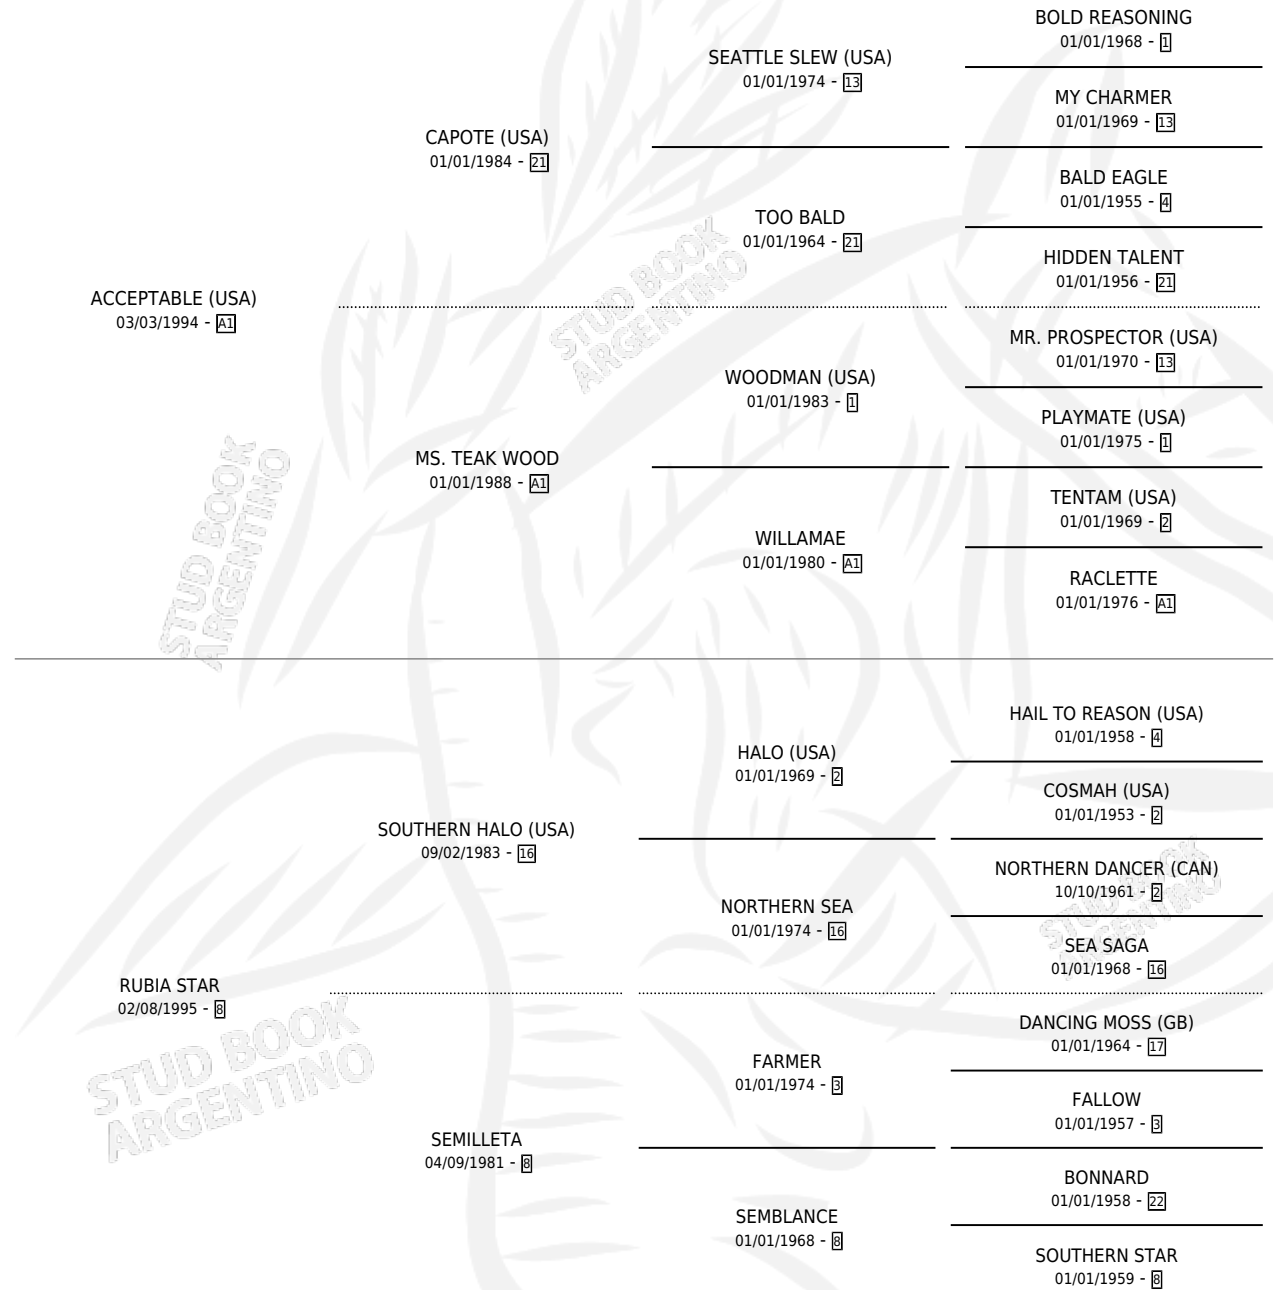 BOLD REASONING
01/01/1968 - 1
SEATTLE SLEW (USA)
01/01/1974 - 13
MY CHARMER
01/01/1969 - 13
CAPOTE (USA)
01/01/1984 - 21
BALD EAGLE
01/01/1955 - 4
TOO BALD
01/01/1964 - 21
HIDDEN TALENT
01/01/1956 - 21
ACCEPTABLE (USA)
03/03/1994 - A1
STUD BOOK
ARGENTINO
MR. PROSPECTOR (USA)
01/01/1970 - 13
WOODMAN (USA)
01/01/1983 - 1
PLAYMATE (USA)
01/01/1975 - 1
MS. TEAK WOOD
01/01/1988 - A1
TENTAM (USA)
01/01/1969 - 2
WILLAMAE
01/01/1980 - A1
RACLETTE
01/01/1976 - A1
STUD BOOK
ARGENTINO
HAIL TO REASON (USA)
01/01/1958 - 4
HALO (USA)
01/01/1969 - 2
COSMAH (USA)
01/01/1953 - 2
SOUTHERN HALO (USA)
09/02/1983 - 16
NORTHERN DANCER (CAN)
10/10/1961 - 2
NORTHERN SEA
01/01/1974 - 16
STUD BOOK
ARGENTINO
SEA SAGA
01/01/1968 - 16
RUBIA STAR
02/08/1995 - 8
STUD BOOK
ARGENTINO
DANCING MOSS (GB)
01/01/1964 - 17
FARMER
01/01/1974 - 3
FALLOW
01/01/1957 - 3
SEMILLETA
04/09/1981 - 8
BONNARD
01/01/1958 - 22
SEMBLANCE
01/01/1968 - 8
SOUTHERN STAR
01/01/1959 - 8